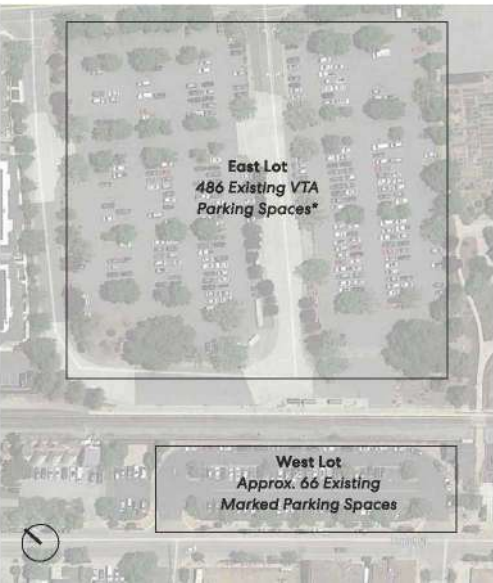 East Lot
486 Existing VTA
Parking Spaces*
West Lot
Approx. 66 Existing
Marked Parking Spaces